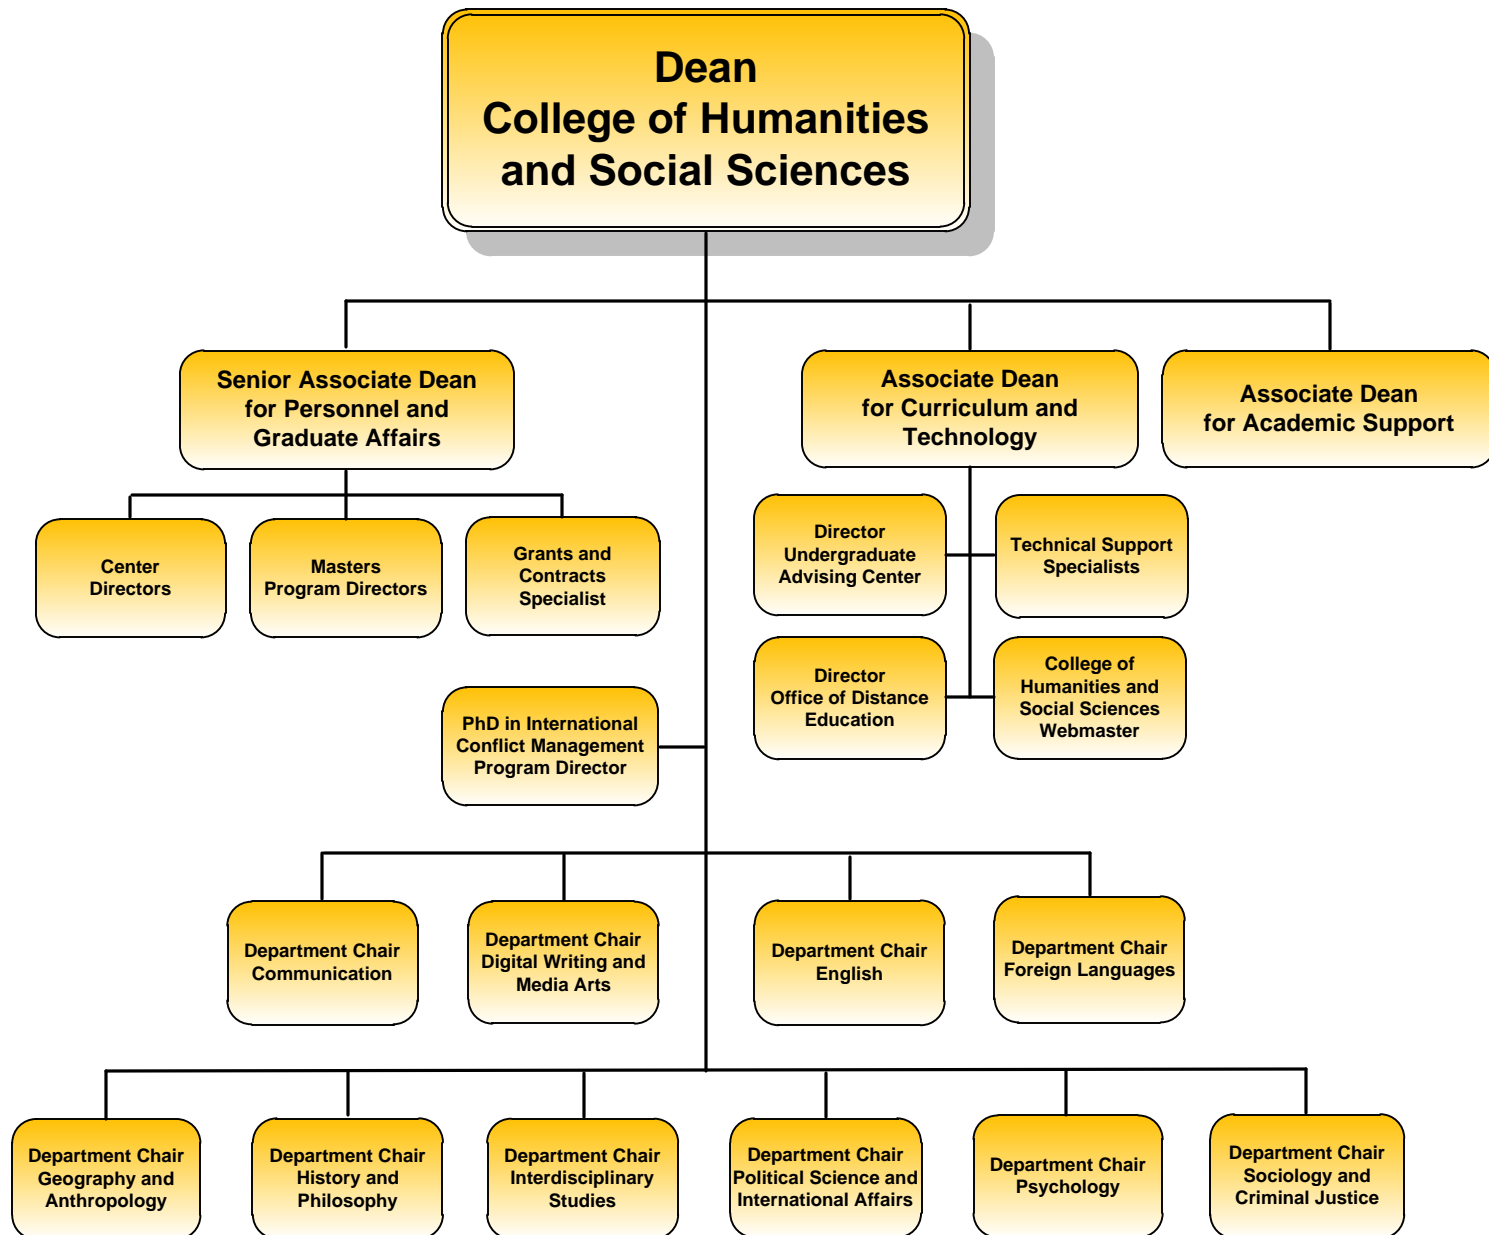 Dean
College of Humanities
and Social Sciences
Senior Associate Dean
for Personnel and
Graduate Affairs
Associate Dean
for Curriculum and
Technology
Associate Dean
for Academic Support
Center
Directors
Masters
Program Directors
Grants and
Contracts
Specialist
Director
Undergraduate
Advising Center
Technical Support
Specialists
Director
Office of Distance
Education
College of
Humanities and
Social Sciences
Webmaster
PhD in International
Conflict Management
Program Director
Department Chair
Communication
Department Chair
Digital Writing and
Media Arts
Department Chair
English
Department Chair
Foreign Languages
Department Chair
Geography and
Anthropology
Department Chair
History and
Philosophy
Department Chair
Interdisciplinary
Studies
Department Chair
Political Science and
International Affairs
Department Chair
Psychology
Department Chair
Sociology and
Criminal Justice